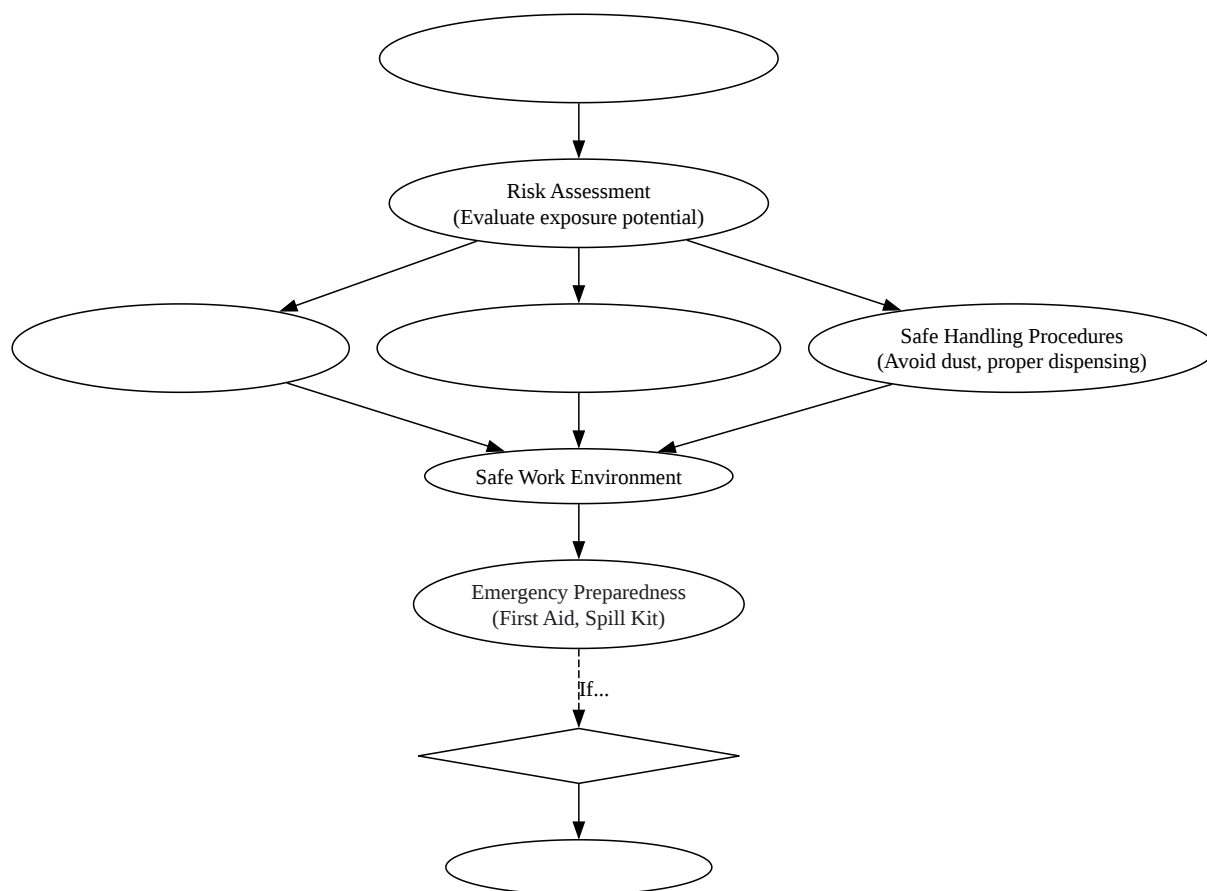 Risk Assessment
(Evaluate exposure potential)
Safe Handling Procedures
(Avoid dust, proper dispensing)
Safe Work Environment
Emergency Preparedness
(First Aid, Spill Kit)
If...